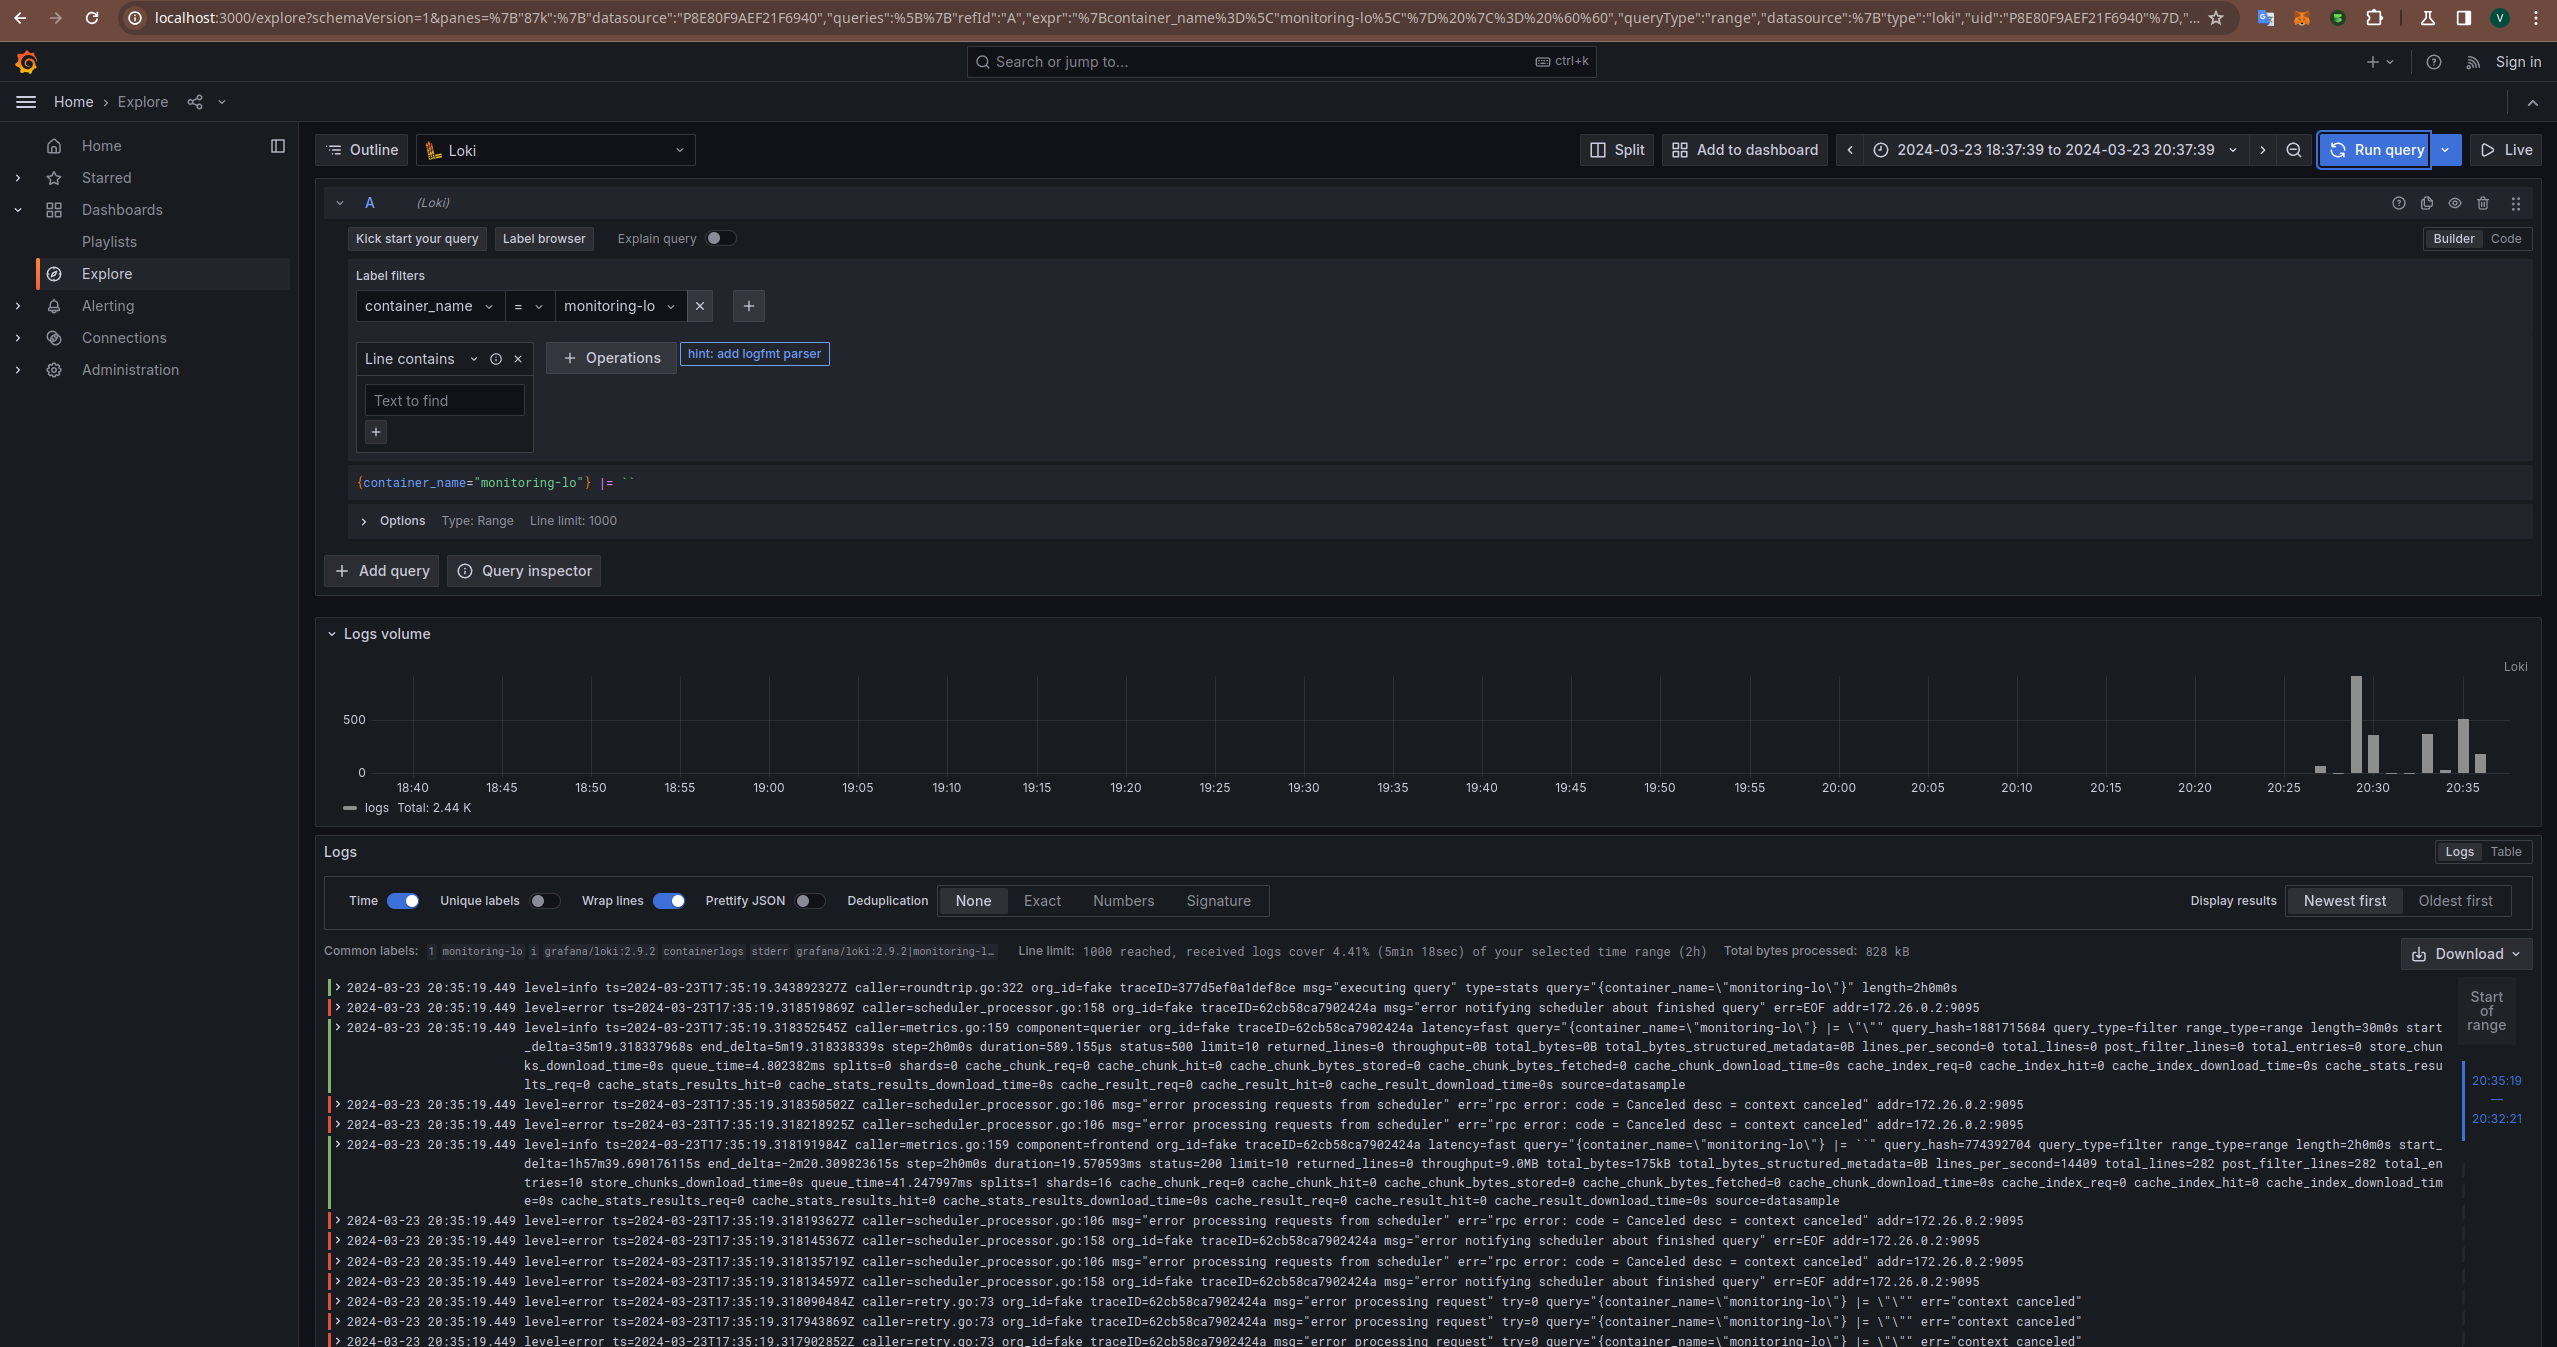 localhost:3000/explore?schemaVersion=1&panes=%7B"87k":%7B"datasource":"P8E80F9AEF21F6940","queries":%5B%7B"refId":"A","expr":"%7Bcontainer_name%3D%5C"monitoring-lo%5C"%7D%20%7C%3D%20%60%60","queryType":"range","datasource":%7B"type":"loki","uid":"P8E80F9AEF21F6940"%7D,"...
V
Search or jump to...
ctrl+k
Sign in
Home › Explore
Home
Starred
Dashboards
Playlists
Explore
Alerting
Connections
Administration
Outline
Loki
Split
Add to dashboard
2024-03-23 18:37:39 to 2024-03-23 20:37:39
Run query
Live
A (Loki)
Kick start your query
Label browser
Explain query
Builder
Code
Label filters
container_name
=
monitoring-lo
Line contains
Operations
hint: add logfmt parser
Text to find
{container_name="monitoring-lo"} |= ``
Options Type: Range Line limit: 1000
Add query
Query inspector
Logs volume
Loki
500
0
18:40 18:45 18:50 18:55 19:00 19:05 19:10 19:15 19:20 19:25 19:30 19:35 19:40 19:45 19:50 19:55 20:00 20:05 20:10 20:15 20:20 20:25 20:30 20:35
logs Total: 2.44 K
Logs
Logs
Table
Time
Unique labels
Wrap lines
Prettify JSON
Deduplication
None Exact Numbers Signature
Display results
Newest first Oldest first
Common labels: 1 monitoring-lo i grafana/loki:2.9.2 containerlogs stderr grafana/loki:2.9.2|monitoring-l… Line limit: 1000 reached, received logs cover 4.41% (5min 18sec) of your selected time range (2h) Total bytes processed: 828 kB
Download
2024-03-23 20:35:19.449 level=info ts=2024-03-23T17:35:19.343892327Z caller=roundtrip.go:322 org_id=fake traceID=377d5ef0a1def8ce msg="executing query" type=stats query="{container_name=\"monitoring-lo\"}" length=2h0m0s
2024-03-23 20:35:19.449 level=error ts=2024-03-23T17:35:19.318519869Z caller=scheduler_processor.go:158 org_id=fake traceID=62cb58ca7902424a msg="error notifying scheduler about finished query" err=EOF addr=172.26.0.2:9095
2024-03-23 20:35:19.449 level=info ts=2024-03-23T17:35:19.318352545Z caller=metrics.go:159 component=querier org_id=fake traceID=62cb58ca7902424a latency=fast query="{container_name=\"monitoring-lo\"} |= \"\"" query_hash=1881715684 query_type=filter range_type=range length=30m0s start
_delta=35m19.318337968s end_delta=5m19.318338339s step=2h0m0s duration=589.155µs status=500 limit=10 returned_lines=0 throughput=0B total_bytes=0B total_bytes_structured_metadata=0B lines_per_second=0 total_lines=0 post_filter_lines=0 total_entries=0 store_chun
ks_download_time=0s queue_time=4.802382ms splits=0 shards=0 cache_chunk_req=0 cache_chunk_hit=0 cache_chunk_bytes_stored=0 cache_chunk_bytes_fetched=0 cache_chunk_download_time=0s cache_index_req=0 cache_index_hit=0 cache_index_download_time=0s cache_stats_resu
lts_req=0 cache_stats_results_hit=0 cache_stats_results_download_time=0s cache_result_req=0 cache_result_hit=0 cache_result_download_time=0s source=datasample
2024-03-23 20:35:19.449 level=error ts=2024-03-23T17:35:19.318350502Z caller=scheduler_processor.go:106 msg="error processing requests from scheduler" err="rpc error: code = Canceled desc = context canceled" addr=172.26.0.2:9095
2024-03-23 20:35:19.449 level=error ts=2024-03-23T17:35:19.318218925Z caller=scheduler_processor.go:106 msg="error processing requests from scheduler" err="rpc error: code = Canceled desc = context canceled" addr=172.26.0.2:9095
2024-03-23 20:35:19.449 level=info ts=2024-03-23T17:35:19.318191984Z caller=metrics.go:159 component=frontend org_id=fake traceID=62cb58ca7902424a latency=fast query="{container_name=\"monitoring-lo\"} |= ``" query_hash=774392704 query_type=filter range_type=range length=2h0m0s start_
delta=1h57m39.690176115s end_delta=-2m20.309823615s step=2h0m0s duration=19.570593ms status=200 limit=10 returned_lines=0 throughput=9.0MB total_bytes=175kB total_bytes_structured_metadata=0B lines_per_second=14409 total_lines=282 post_filter_lines=282 total_en
tries=10 store_chunks_download_time=0s queue_time=41.247997ms splits=1 shards=16 cache_chunk_req=0 cache_chunk_hit=0 cache_chunk_bytes_stored=0 cache_chunk_bytes_fetched=0 cache_chunk_download_time=0s cache_index_req=0 cache_index_hit=0 cache_index_download_tim
e=0s cache_stats_results_req=0 cache_stats_results_hit=0 cache_stats_results_download_time=0s cache_result_req=0 cache_result_hit=0 cache_result_download_time=0s source=datasample
2024-03-23 20:35:19.449 level=error ts=2024-03-23T17:35:19.318193627Z caller=scheduler_processor.go:106 msg="error processing requests from scheduler" err="rpc error: code = Canceled desc = context canceled" addr=172.26.0.2:9095
2024-03-23 20:35:19.449 level=error ts=2024-03-23T17:35:19.318145367Z caller=scheduler_processor.go:158 org_id=fake traceID=62cb58ca7902424a msg="error notifying scheduler about finished query" err=EOF addr=172.26.0.2:9095
2024-03-23 20:35:19.449 level=error ts=2024-03-23T17:35:19.318135719Z caller=scheduler_processor.go:106 msg="error processing requests from scheduler" err="rpc error: code = Canceled desc = context canceled" addr=172.26.0.2:9095
2024-03-23 20:35:19.449 level=error ts=2024-03-23T17:35:19.318134597Z caller=scheduler_processor.go:158 org_id=fake traceID=62cb58ca7902424a msg="error notifying scheduler about finished query" err=EOF addr=172.26.0.2:9095
2024-03-23 20:35:19.449 level=error ts=2024-03-23T17:35:19.318090484Z caller=retry.go:73 org_id=fake traceID=62cb58ca7902424a msg="error processing request" try=0 query="{container_name=\"monitoring-lo\"} |= \"\"" err="context canceled"
2024-03-23 20:35:19.449 level=error ts=2024-03-23T17:35:19.317943869Z caller=retry.go:73 org_id=fake traceID=62cb58ca7902424a msg="error processing request" try=0 query="{container_name=\"monitoring-lo\"} |= \"\"" err="context canceled"
2024-03-23 20:35:19.449 level=error ts=2024-03-23T17:35:19.317902852Z caller=retry.go:73 org_id=fake traceID=62cb58ca7902424a msg="error processing request" try=0 query="{container_name=\"monitoring-lo\"} |= \"\"" err="context canceled"
Start
of
range
20:35:19
—
20:32:21